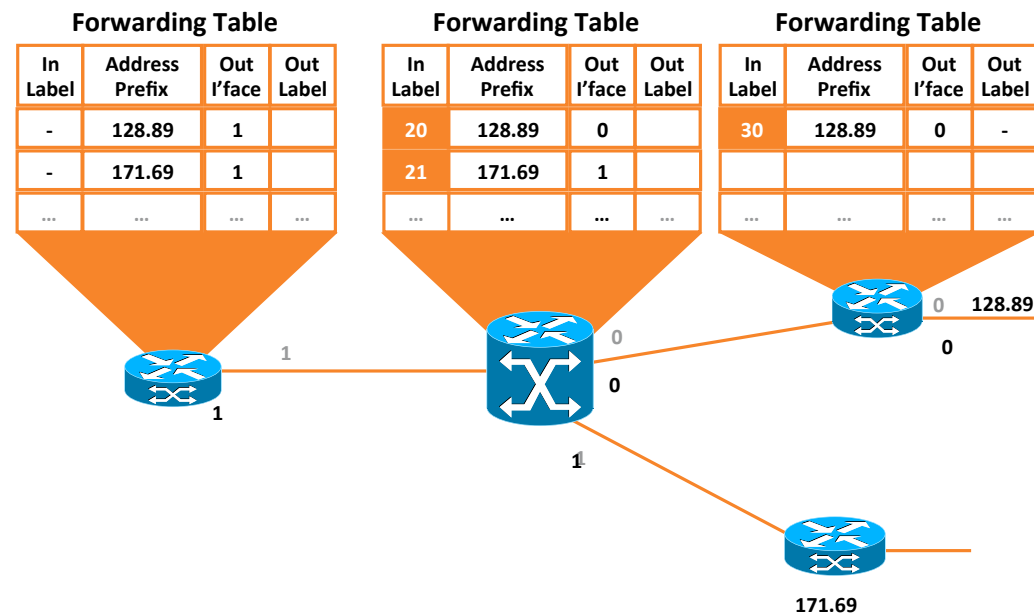 Forwarding Table
In Label Address Prefix Out I’face Out Label
- 128.89 1
- 171.69 1
... ... ... ...
Forwarding Table
In Label Address Prefix Out I’face Out Label
20 128.89 0
21 171.69 1
... ... ... ...
Forwarding Table
In Label Address Prefix Out I’face Out Label
30 128.89 0 -
... ... ... ...
0 128.89
0
0
0
1
1
1
1
171.69